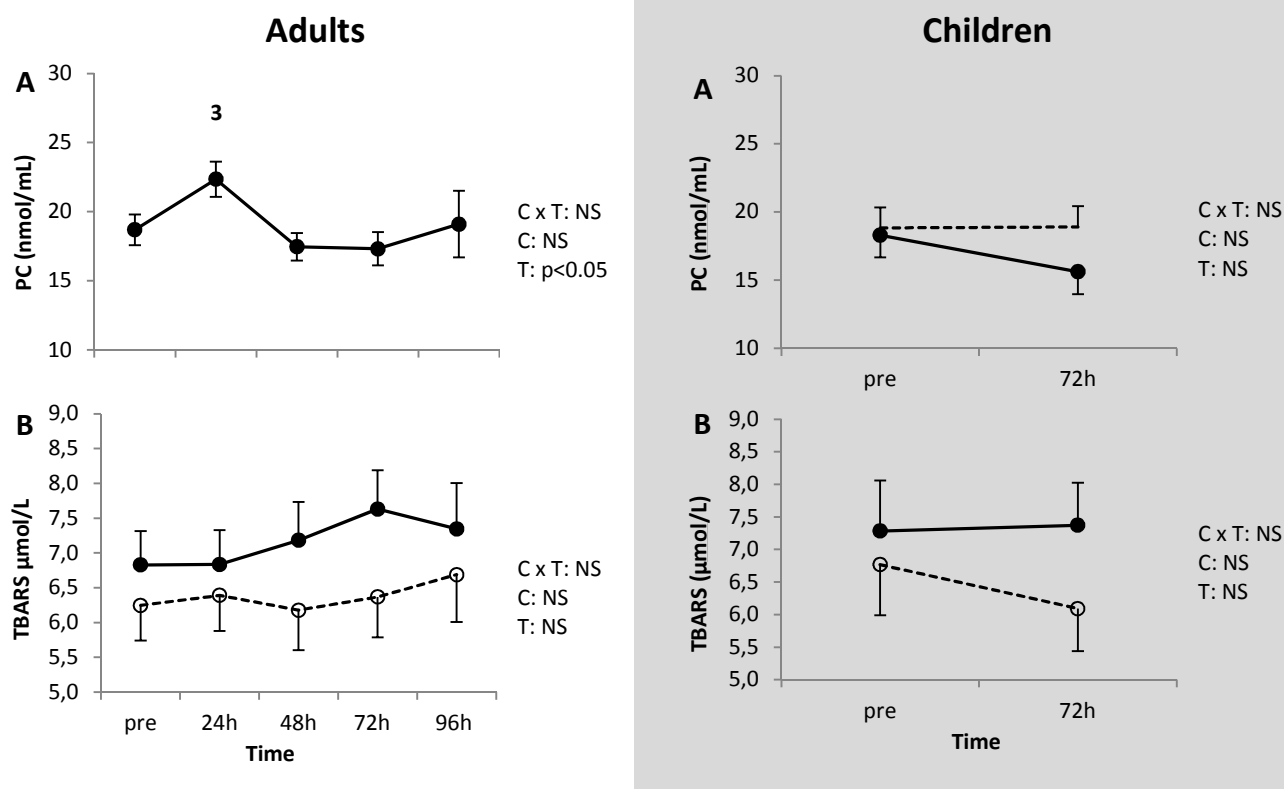 Adults
A
30
25
20
15
10
PC (nmol/mL)
3
C x T: NS
C: NS
T: p<0.05
B
9,0
8,5
8,0
7,5
7,0
6,5
6,0
5,5
5,0
TBARS µmol/L
C x T: NS
C: NS
T: NS
pre 24h 48h 72h 96h
Time
Children
A
30
25
20
15
10
PC (nmol/mL)
C x T: NS
C: NS
T: NS
pre 72h
B
9,0
8,5
8,0
7,5
7,0
6,5
6,0
5,5
5,0
TBARS (µmol/L)
C x T: NS
C: NS
T: NS
pre 72h
Time